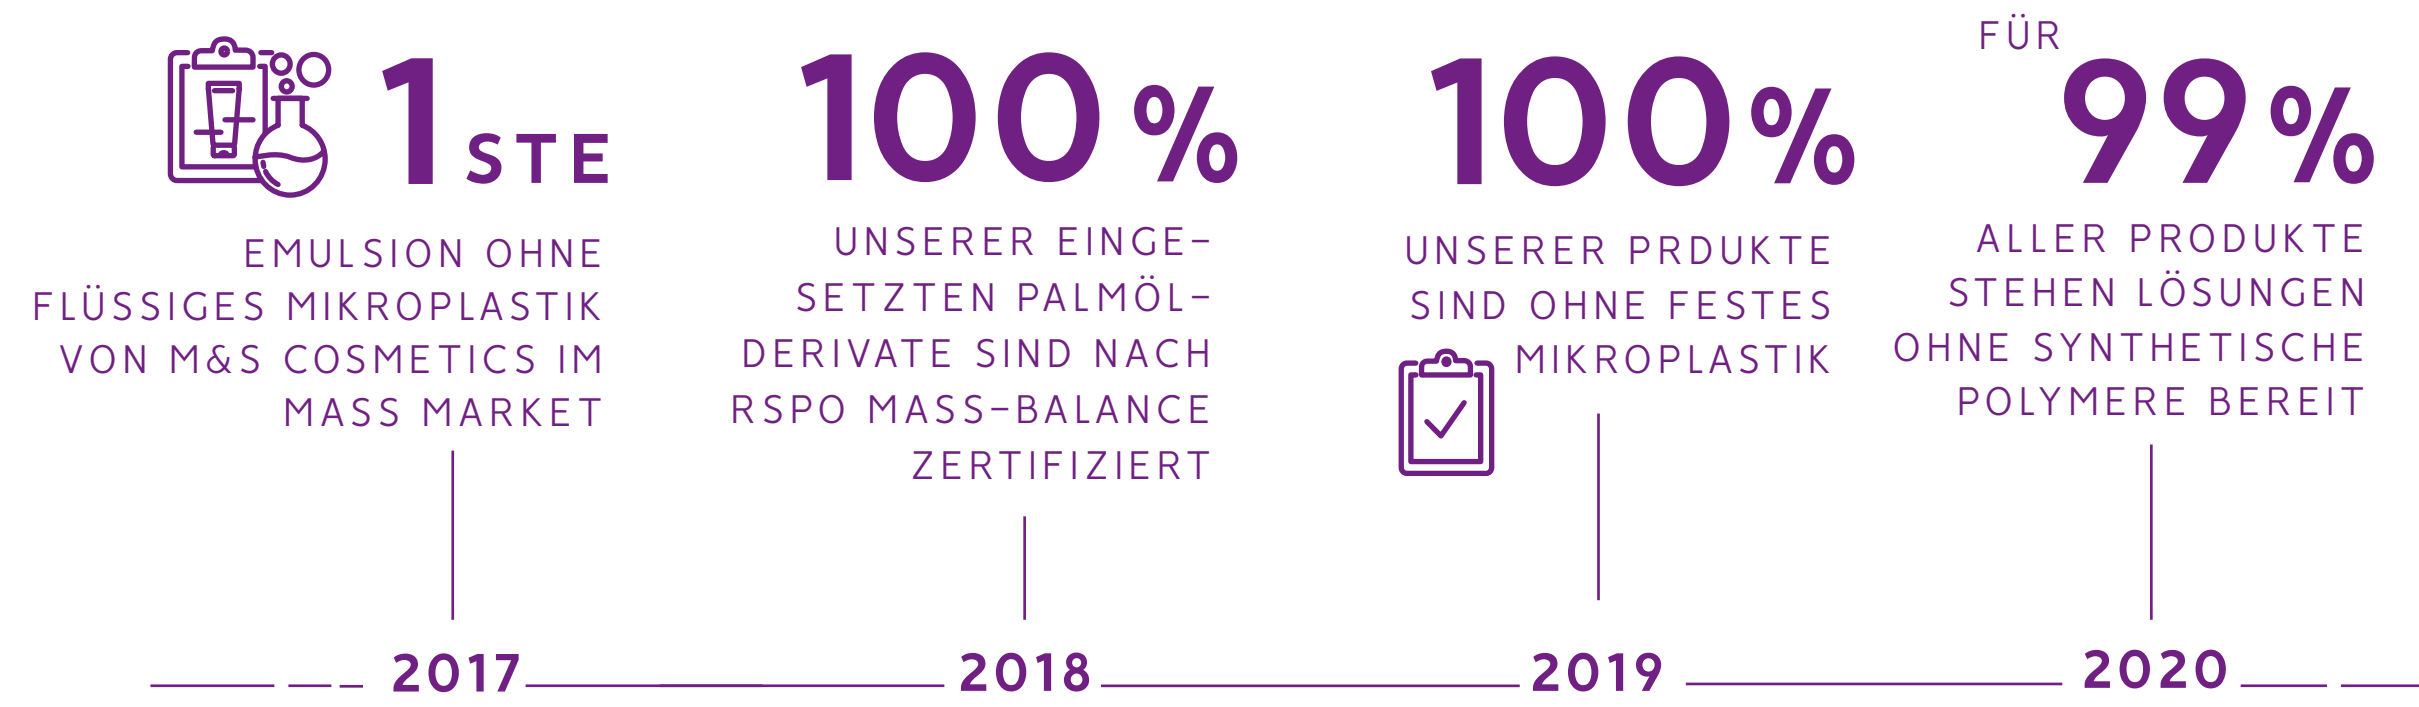 1STE
EMULSION OHNE
FLÜSSIGES MIKROPLASTIK
VON M&S COSMETICS IM
MASS MARKET
2017
100%
UNSERER EINGE-
SETZTEN PALMÖL-
DERIVATE SIND NACH
RSPO MASS-BALANCE
ZERTIFIZIERT
2018
100%
UNSERER PRDUKTE
SIND OHNE FESTES
MIKROPLASTIK
2019
FÜR
99%
ALLER PRODUKTE
STEHEN LÖSUNGEN
OHNE SYNTHETISCHE
POLYMERE BEREIT
2020